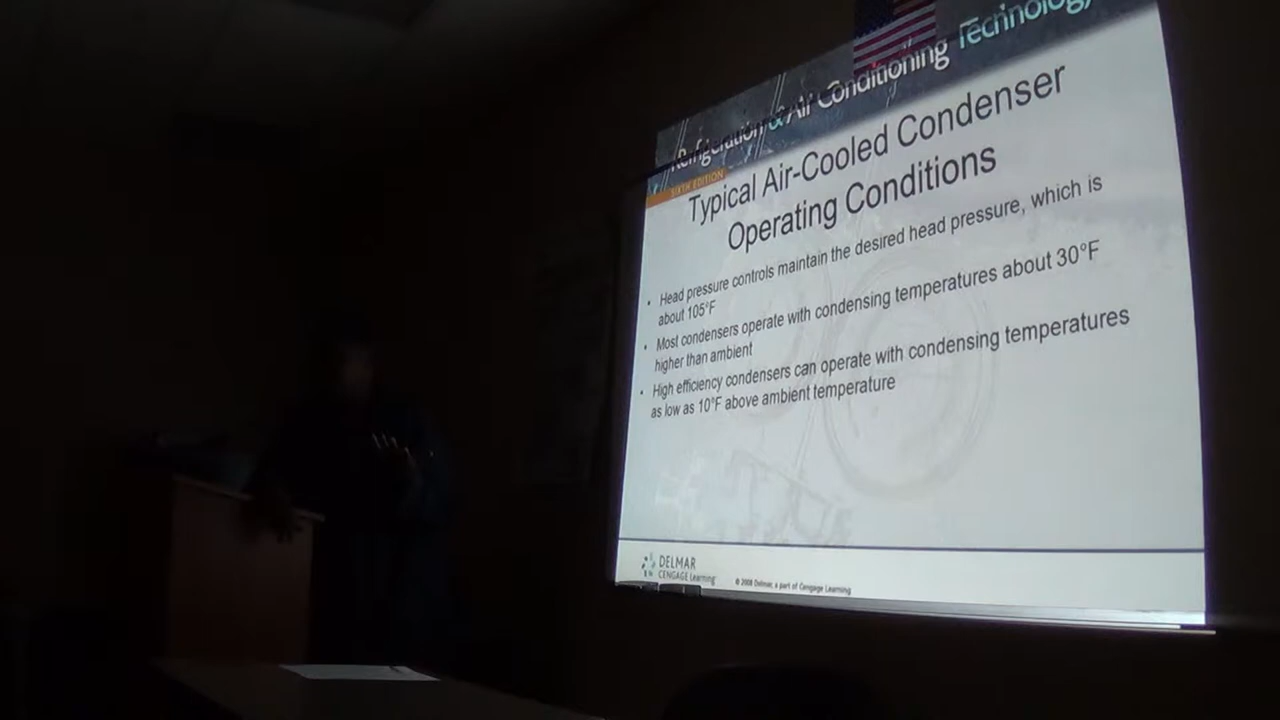 Refrigeration & Air Conditioning Technology
SIXTH EDITION
Typical Air-Cooled Condenser
Operating Conditions
• Head pressure controls maintain the desired head pressure, which is
about 105°F
• Most condensers operate with condensing temperatures about 30°F
higher than ambient
• High efficiency condensers can operate with condensing temperatures
as low as 10°F above ambient temperature
DELMAR
CENGAGE Learning
© 2008 Delmar, a part of Cengage Learning